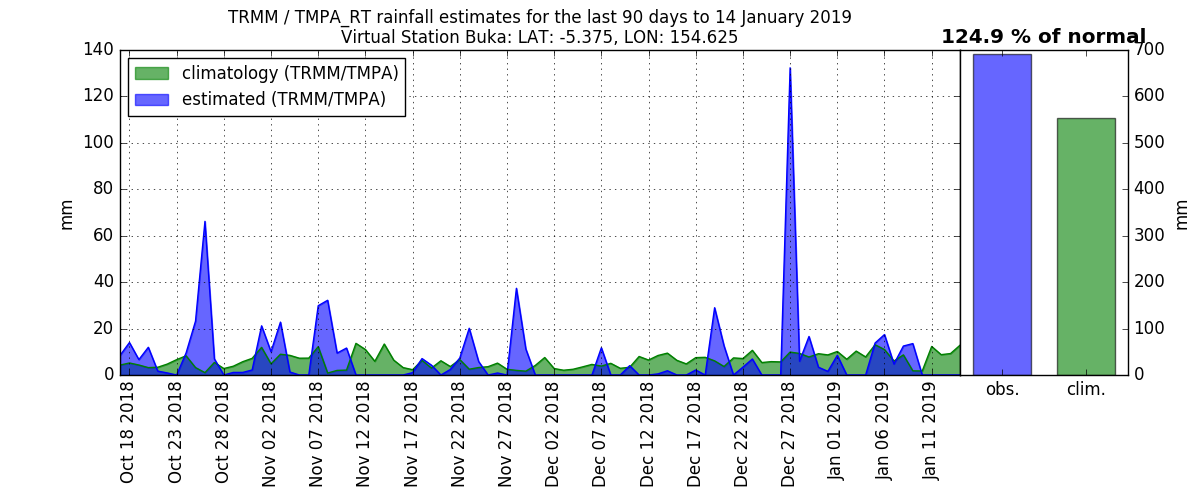 TRMM / TMPA_RT rainfall estimates for the last 90 days to 14 January 2019
Virtual Station Buka: LAT: -5.375, LON: 154.625
124.9 % of normal
climatology (TRMM/TMPA)
estimated (TRMM/TMPA)
140
120
100
80
60
40
20
0
mm
Oct 18 2018
Oct 23 2018
Oct 28 2018
Nov 02 2018
Nov 07 2018
Nov 12 2018
Nov 17 2018
Nov 22 2018
Nov 27 2018
Dec 02 2018
Dec 07 2018
Dec 12 2018
Dec 17 2018
Dec 22 2018
Dec 27 2018
Jan 01 2019
Jan 06 2019
Jan 11 2019
obs.
clim.
700
600
500
400
300
200
100
0
mm